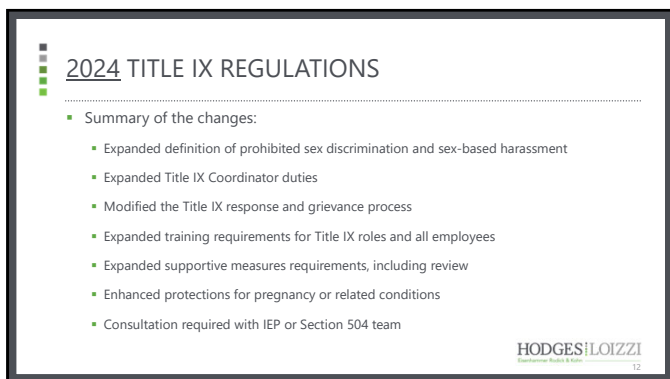 2024 TITLE IX REGULATIONS
▪ Summary of the changes:
▪ Expanded definition of prohibited sex discrimination and sex-based harassment
▪ Expanded Title IX Coordinator duties
▪ Modified the Title IX response and grievance process
▪ Expanded training requirements for Title IX roles and all employees
▪ Expanded supportive measures requirements, including review
▪ Enhanced protections for pregnancy or related conditions
▪ Consultation required with IEP or Section 504 team
HODGES LOIZZI
Eisenhammer Rodick & Kohn
12